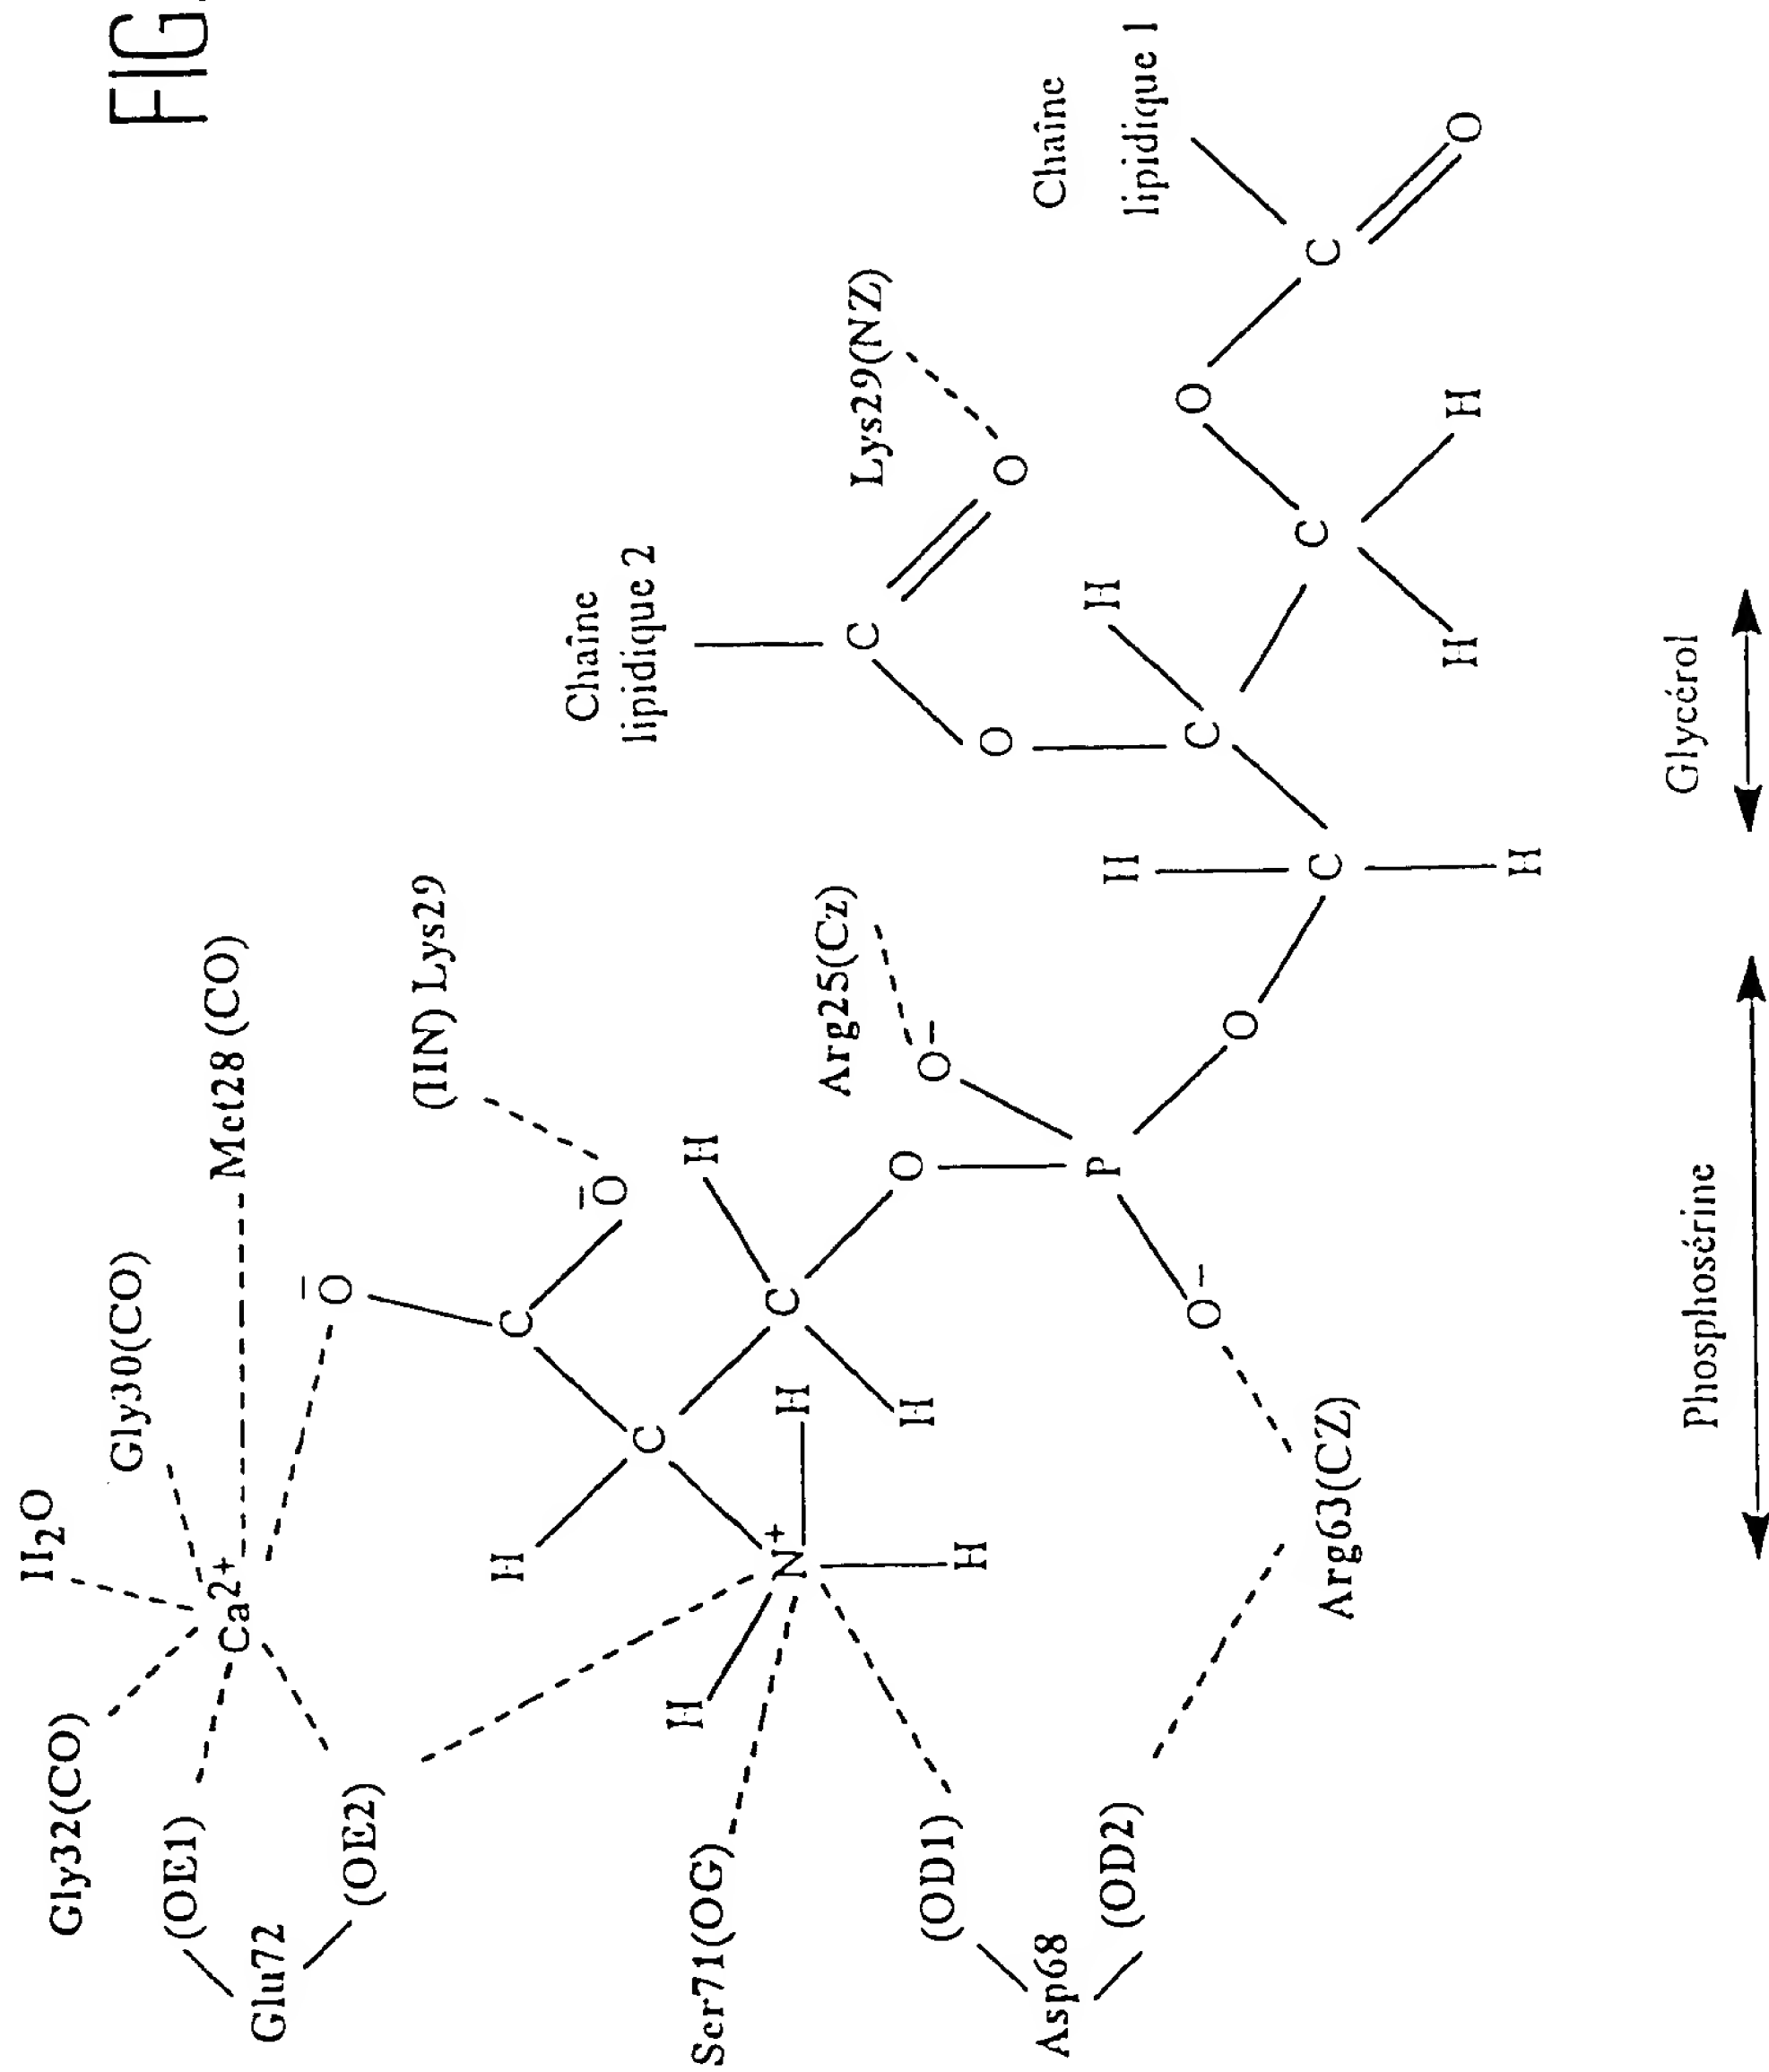 FIG.
H2O
Gly30(CO)
Met28 (CO)
Gly32(CO)
Ca2+
(OE1)
Glu72
(OE2)
O-
(HN) Lys29
O-
C
H
C
H
C
H
H
N+
H
H
Ser71(OG)
(OD1)
Asp68
(OD2)
Arg63(CZ)
O
Arg25(Cz)
O-
P
O-
O
Chaîne
lipidique 2
C
O
Lys29(NZ)
O
H
C
H
C
H
C
H
H
O
C
O
Chaîne
lipidique 1
Phosphosérine
Glycérol